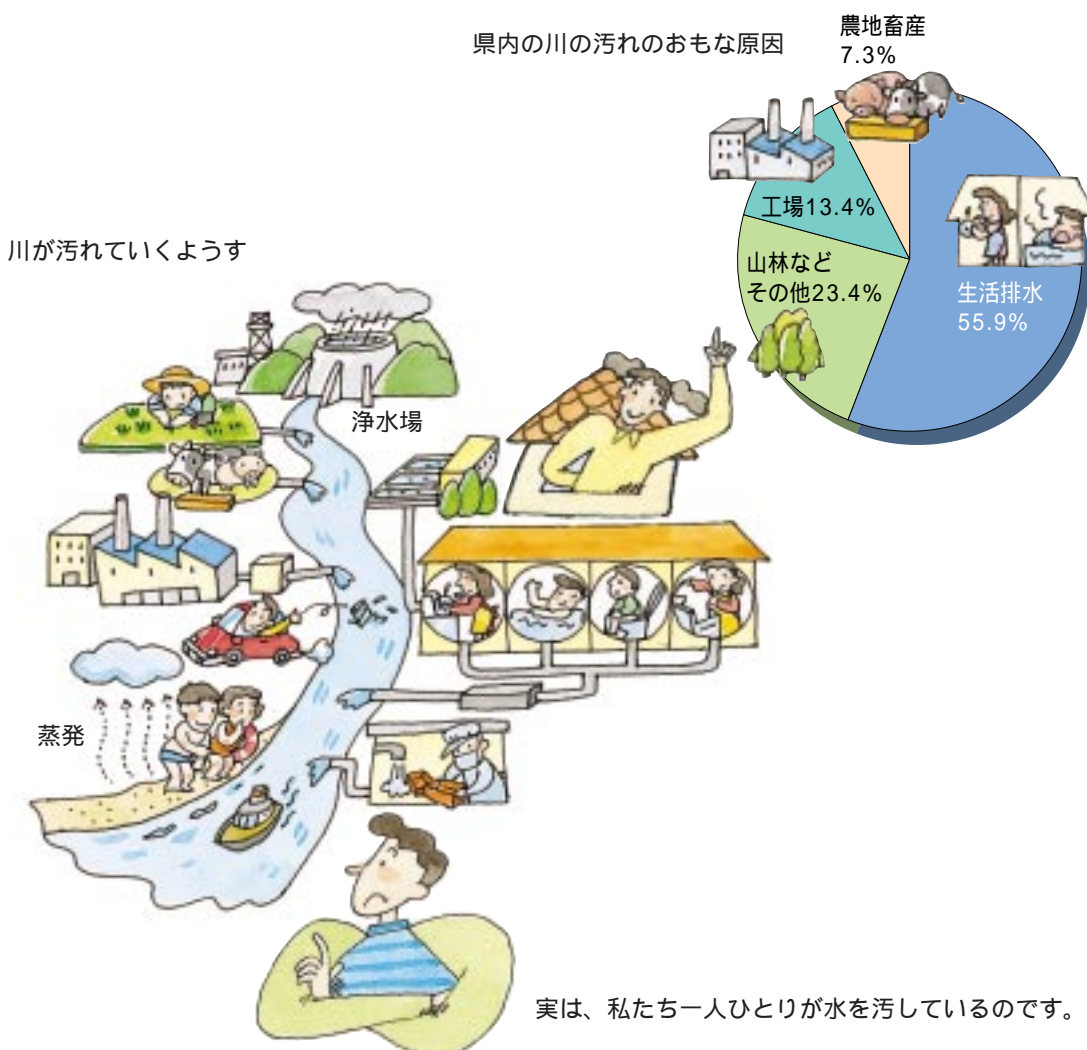 県内の川の汚れのおもな原因
農地畜産
7.3%
工場13.4%
山林など
その他23.4%
生活排水
55.9%
川が汚れていくようす
浄水場
蒸発
実は、私たち一人ひとりが水を汚しているのです。